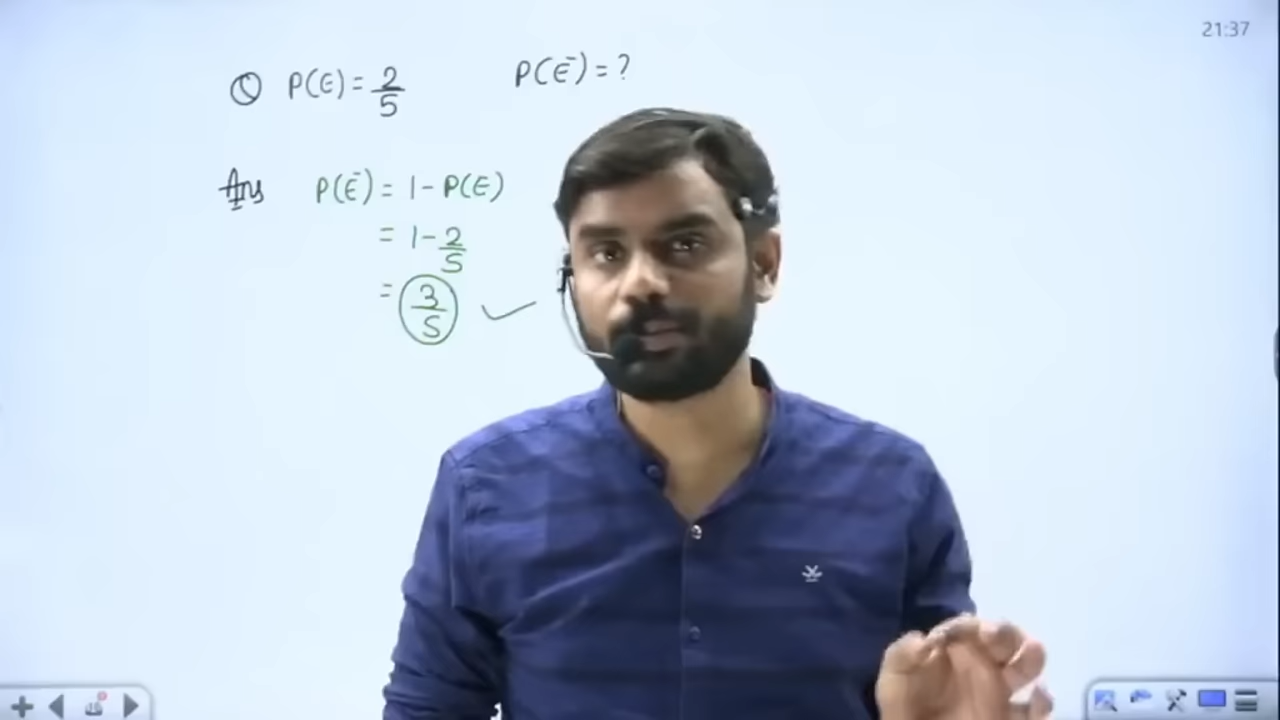 21:37
Q P(E) = 2/5 P(Ē) = ?
Ans P(Ē) = 1 - P(E)
= 1 - 2/5
= 3/5